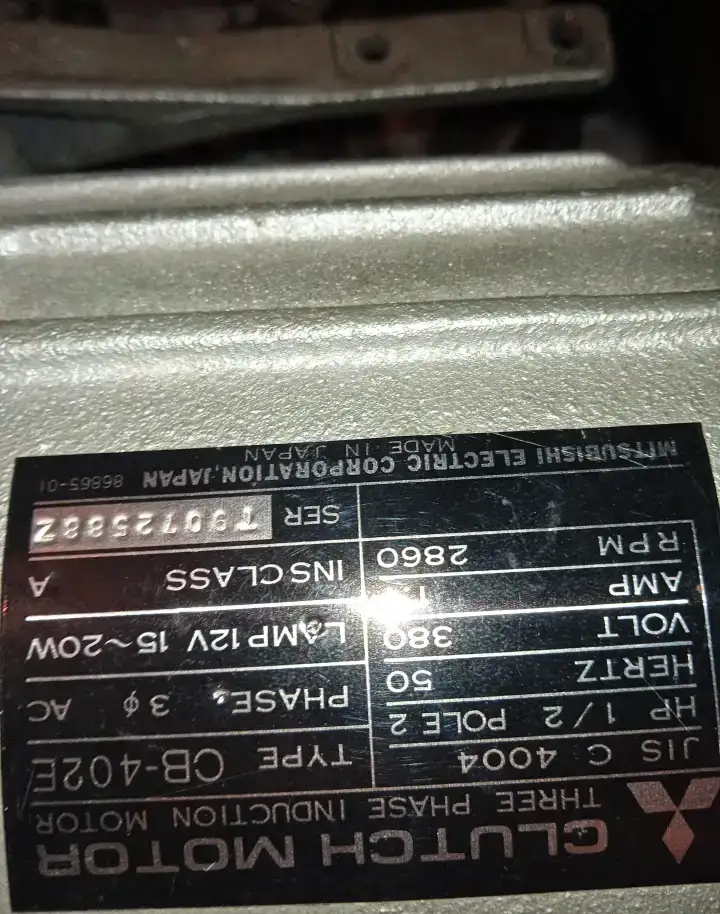 CLUTCH MOTOR
THREE PHASE INDUCTION MOTOR
JIS C 4004
TYPE CB-402E
HP 1/2 POLE 2
PHASE. 3 φ AC
HERTZ 50
LAMP 12V 15~20W
VOLT 380
INS CLASS A
AMP
SER
RPM 2860
MITSUBISHI ELECTRIC CORPORATION, JAPAN 86865-01
MADE IN JAPAN